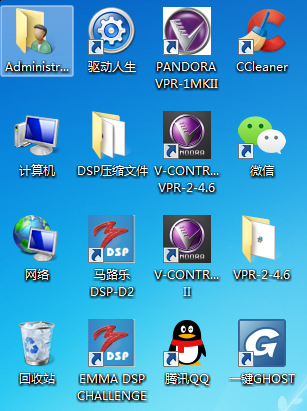 Administr...
驱动人生
PANDORA
VPR-1MKII
CCleaner
计算机
DSP压缩文件
V-CONTR...
VPR-2-4.6
微信
网络
DSP
马路乐
DSP-D2
V-CONTR...
II
VPR-2-4.6
回收站
DSP
EMMA DSP
CHALLENGE
腾讯QQ
一键GHOST